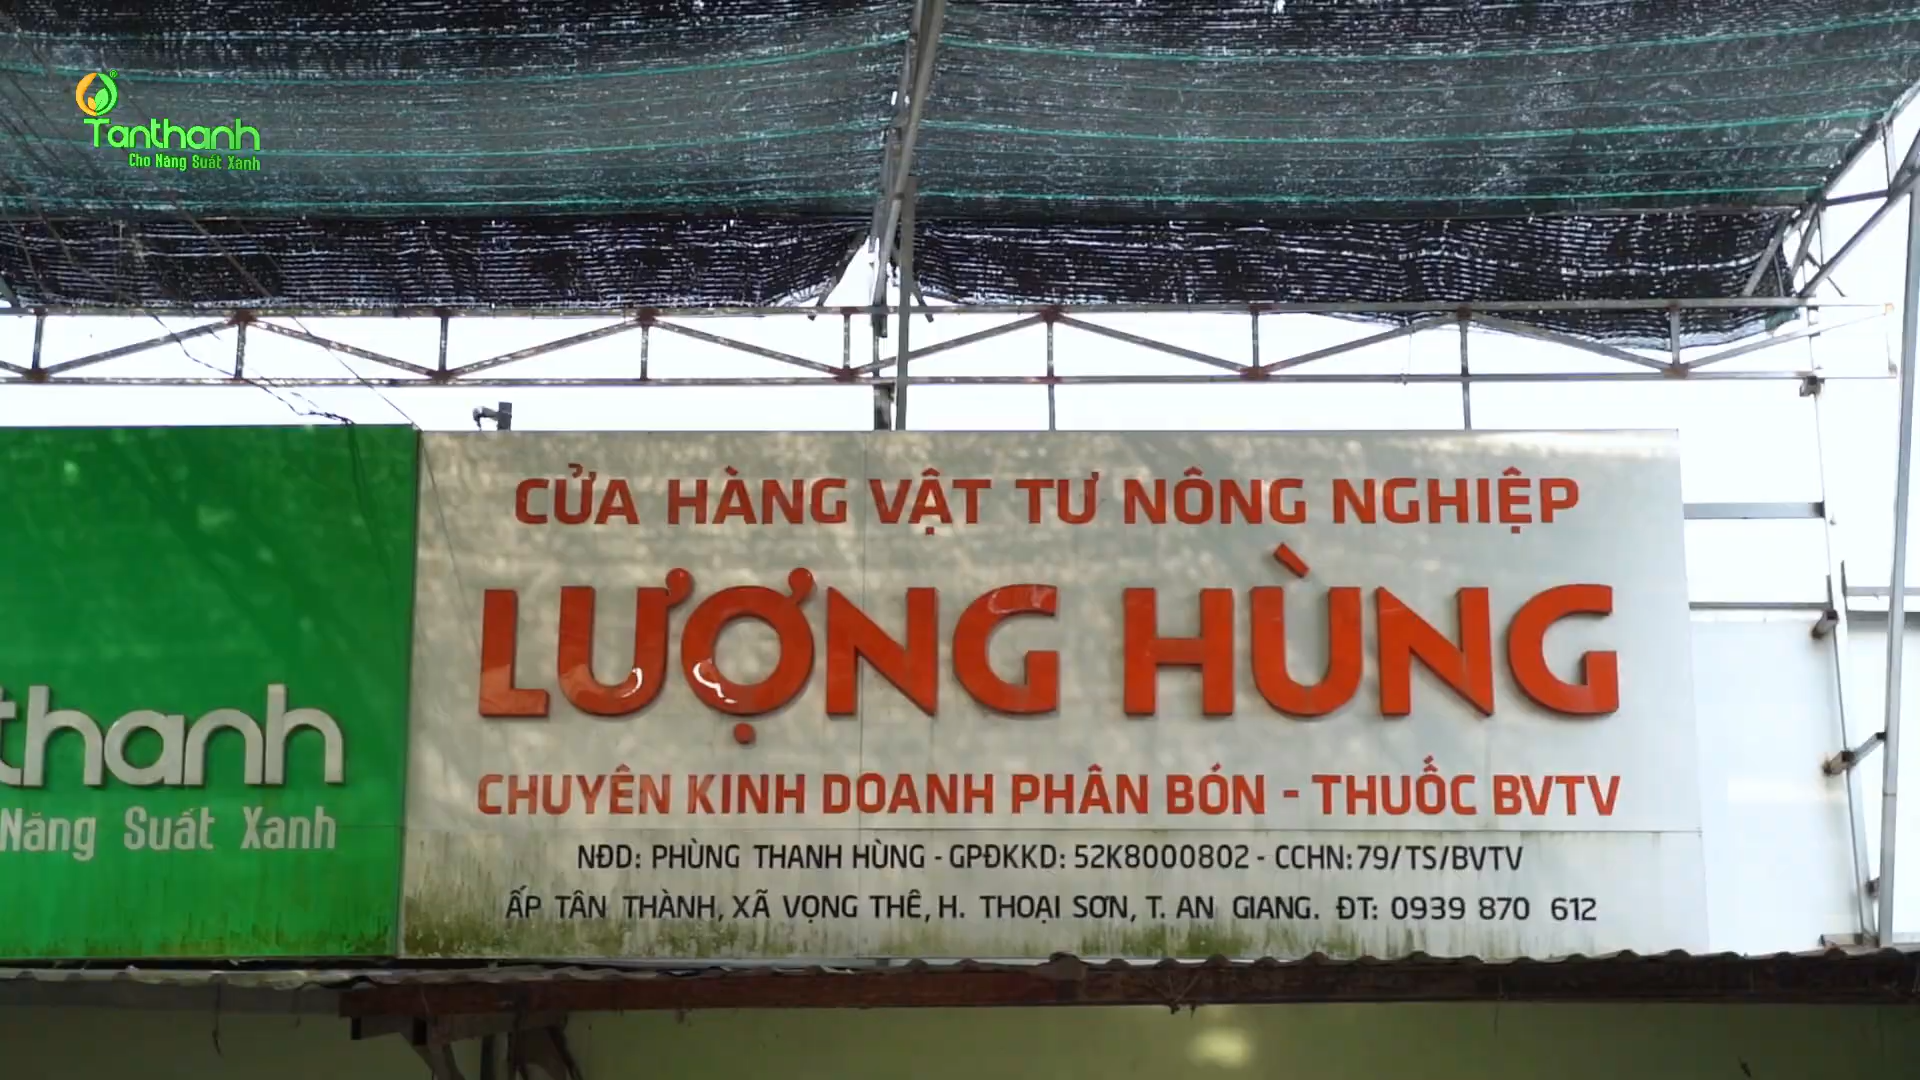 Tanthanh
Cho Năng Suất Xanh
CỬA HÀNG VẬT TƯ NÔNG NGHIỆP
LƯỢNG HÙNG
CHUYÊN KINH DOANH PHÂN BÓN - THUỐC BVTV
NĐD: PHÙNG THANH HÙNG - GPĐKKD: 52K8000802 - CCHN: 79/TS/BVTV
ẤP TÂN THÀNH, XÃ VỌNG THÊ, H. THOẠI SƠN, T. AN GIANG. ĐT: 0939 870 612
thanh
Năng Suất Xanh